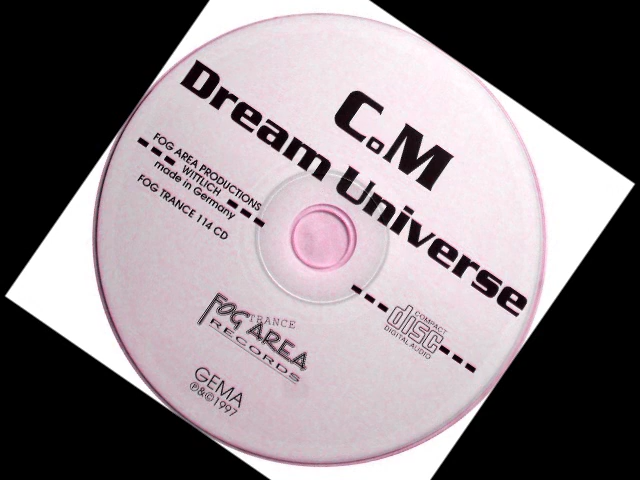 C.M
Dream Universe
FOG AREA PRODUCTIONS
WITTLICH
made in Germany
FOG TRANCE 114 CD
COMPACT
disc
DIGITAL AUDIO
TRANCE
FOG AREA
RECORDS
GEMA
℗&©1997